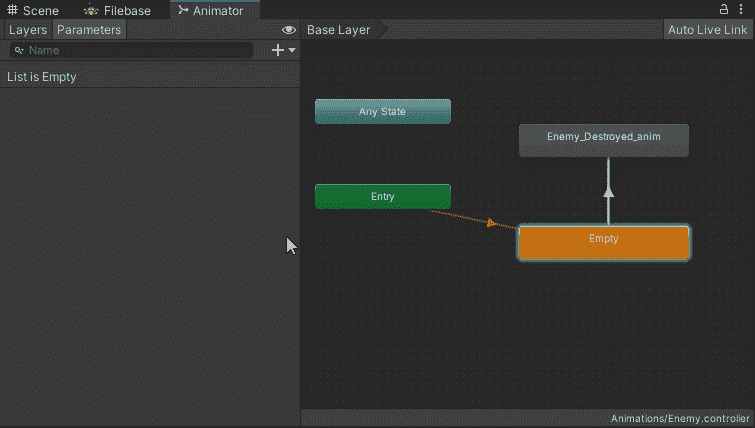 Scene Filebase Animator
Layers Parameters Base Layer Auto Live Link
Name
List is Empty
Any State
Enemy_Destroyed_anim
Entry
Empty
Animations/Enemy.controller